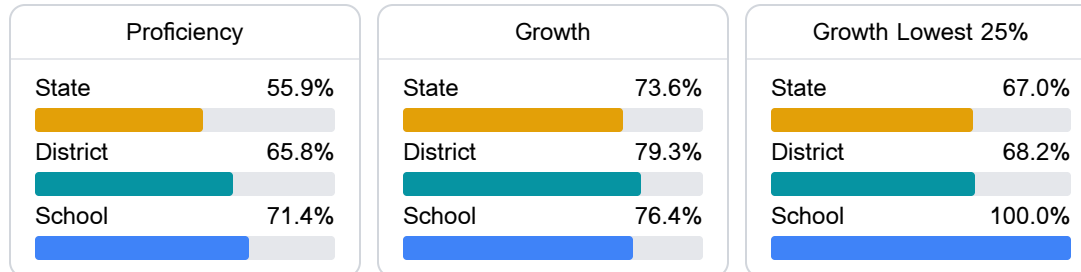 Proficiency
State 55.9%
District 65.8%
School 71.4%
Growth
State 73.6%
District 79.3%
School 76.4%
Growth Lowest 25%
State 67.0%
District 68.2%
School 100.0%